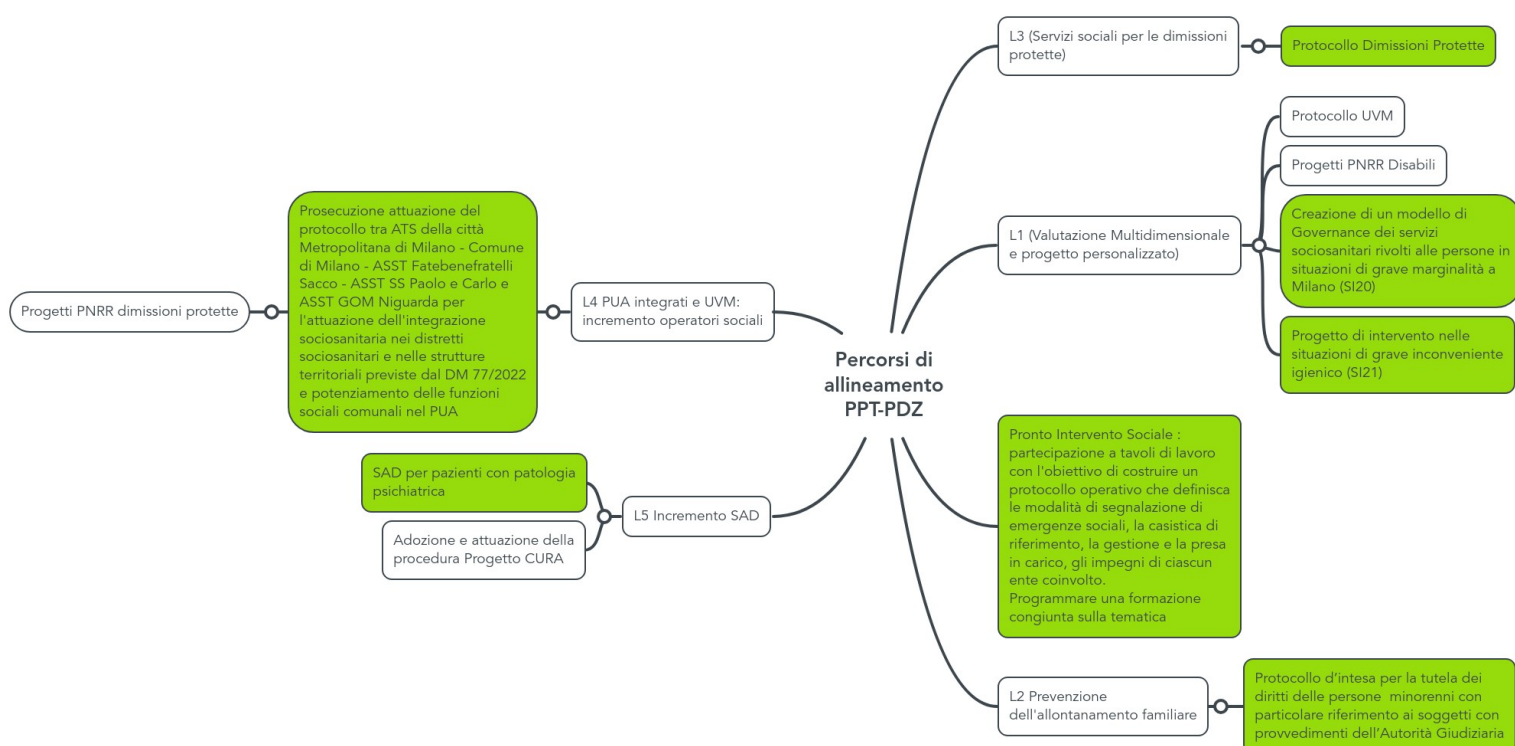 L3 (Servizi sociali per le dimissioni
protette)
Protocollo Dimissioni Protette
Protocollo UVM
Progetti PNRR Disabili
L1 (Valutazione Multidimensionale
e progetto personalizzato)
Creazione di un modello di
Governance dei servizi
sociosanitari rivolti alle persone in
situazioni di grave marginalità a
Milano (SI20)
Progetto di intervento nelle
situazioni di grave inconveniente
igienico (SI21)
Progetti PNRR dimissioni protette
Prosecuzione attuazione del
protocollo tra ATS della città
Metropolitana di Milano - Comune
di Milano - ASST Fatebenefratelli
Sacco - ASST SS Paolo e Carlo e
ASST GOM Niguarda per
l'attuazione dell'integrazione
sociosanitaria nei distretti
sociosanitari e nelle strutture
territoriali previste dal DM 77/2022
e potenziamento delle funzioni
sociali comunali nel PUA
L4 PUA integrati e UVM:
incremento operatori sociali
Percorsi di
allineamento
PPT-PDZ
SAD per pazienti con patologia
psichiatrica
Adozione e attuazione della
procedura Progetto CURA
L5 Incremento SAD
Pronto Intervento Sociale :
partecipazione a tavoli di lavoro
con l'obiettivo di costruire un
protocollo operativo che definisca
le modalità di segnalazione di
emergenze sociali, la casistica di
riferimento, la gestione e la presa
in carico, gli impegni di ciascun
ente coinvolto.
Programmare una formazione
congiunta sulla tematica
L2 Prevenzione
dell'allontanamento familiare
Protocollo d’intesa per la tutela dei
diritti delle persone  minorenni con
particolare riferimento ai soggetti con
provvedimenti dell’Autorità Giudiziaria